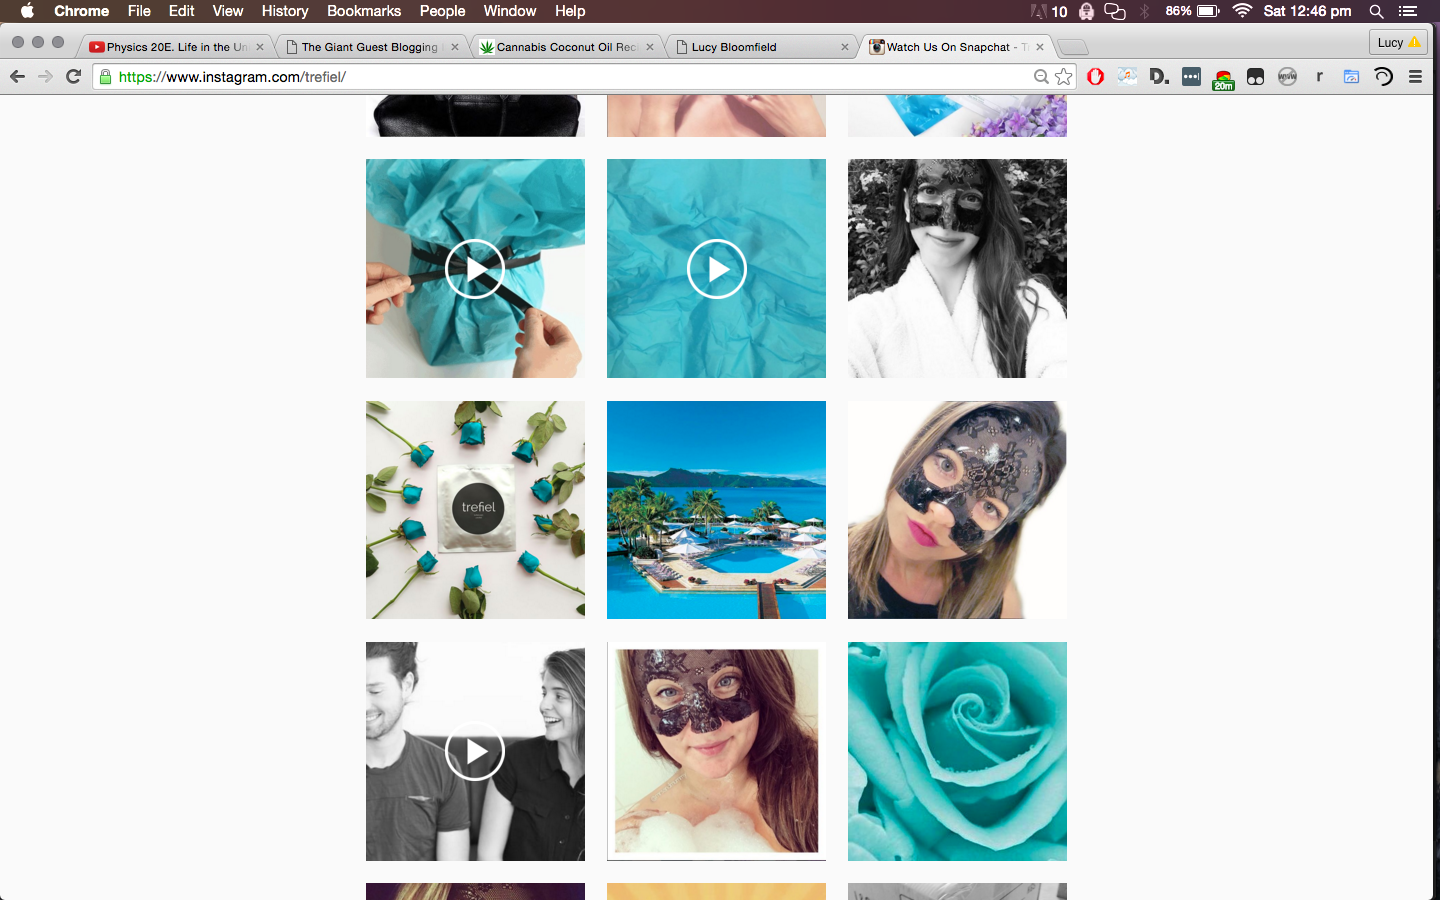 Chrome File Edit View History Bookmarks People Window Help 10 86% Sat 12:46 pm
Physics 20E. Life in the Un
The Giant Guest Blogging
Cannabis Coconut Oil Rec
Lucy Bloomfield
Watch Us On Snapchat - Tr
Lucy
https://www.instagram.com/trefiel/
D.
www
r
20m
trefiel